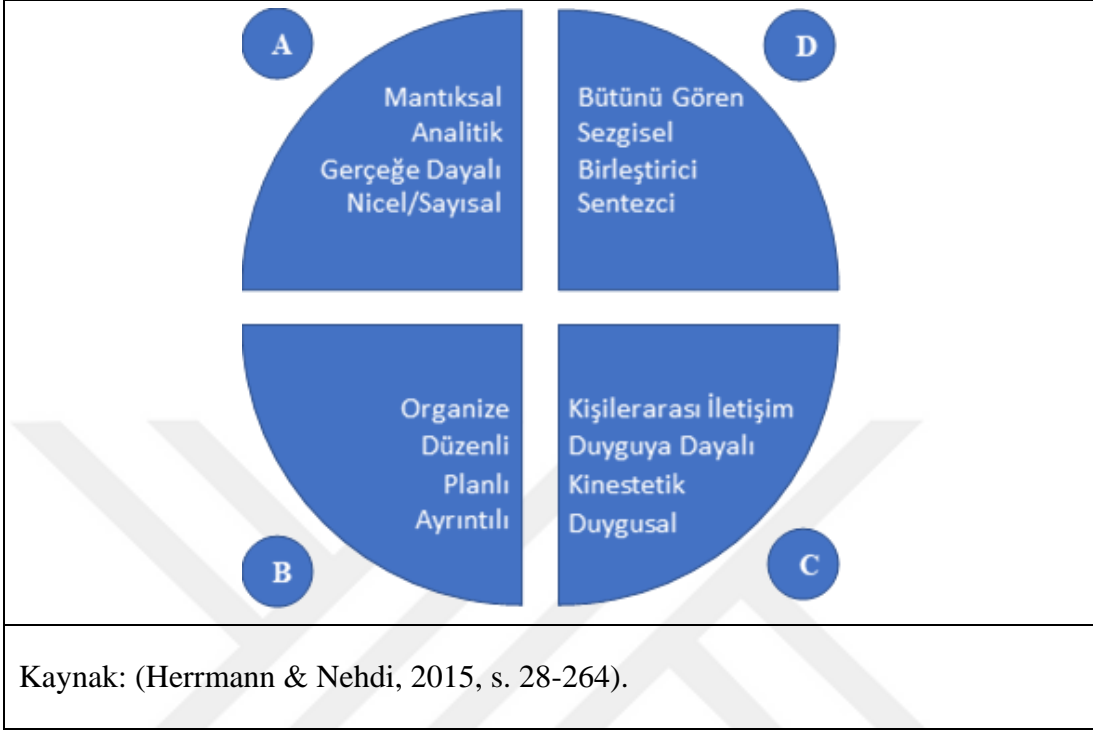 A
Mantıksal
Analitik
Gerçeğe Dayalı
Nicel/Sayısal
D
Bütünü Gören
Sezgisel
Birleştirici
Sentezci
Organize
Düzenli
Planlı
Ayrıntılı
B
Kişilerarası İletişim
Duyguya Dayalı
Kinestetik
Duygusal
C
Kaynak: (Herrmann & Nehdi, 2015, s. 28-264).